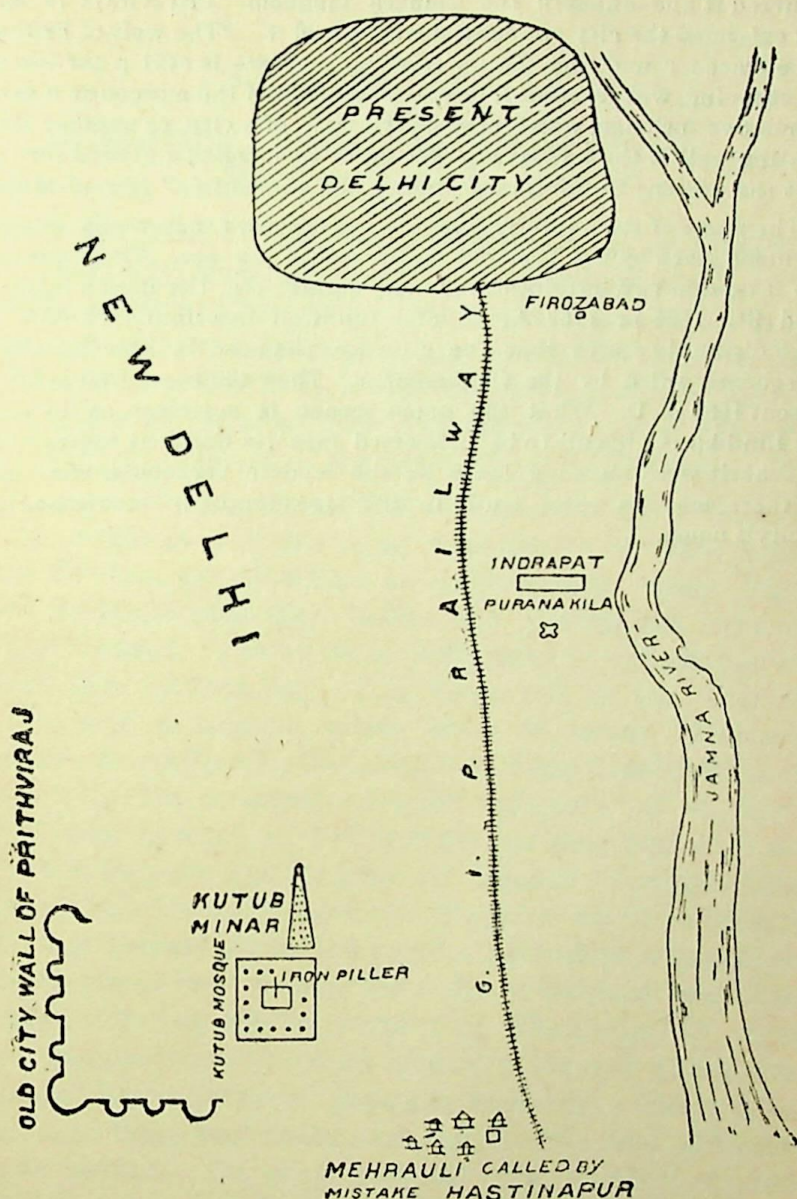 PRESENT
DELHI CITY
NEW DELHI
FIROZABAD
G. I. P. RAILWAY
INDRAPAT
PURANA KILA
JAMNA RIVER
OLD CITY WALL OF PRITHVIRAJ
KUTUB
MINAR
KUTUB MOSQUE
IRON PILLER
MEHRAULI CALLED BY
MISTAKE HASTINAPUR